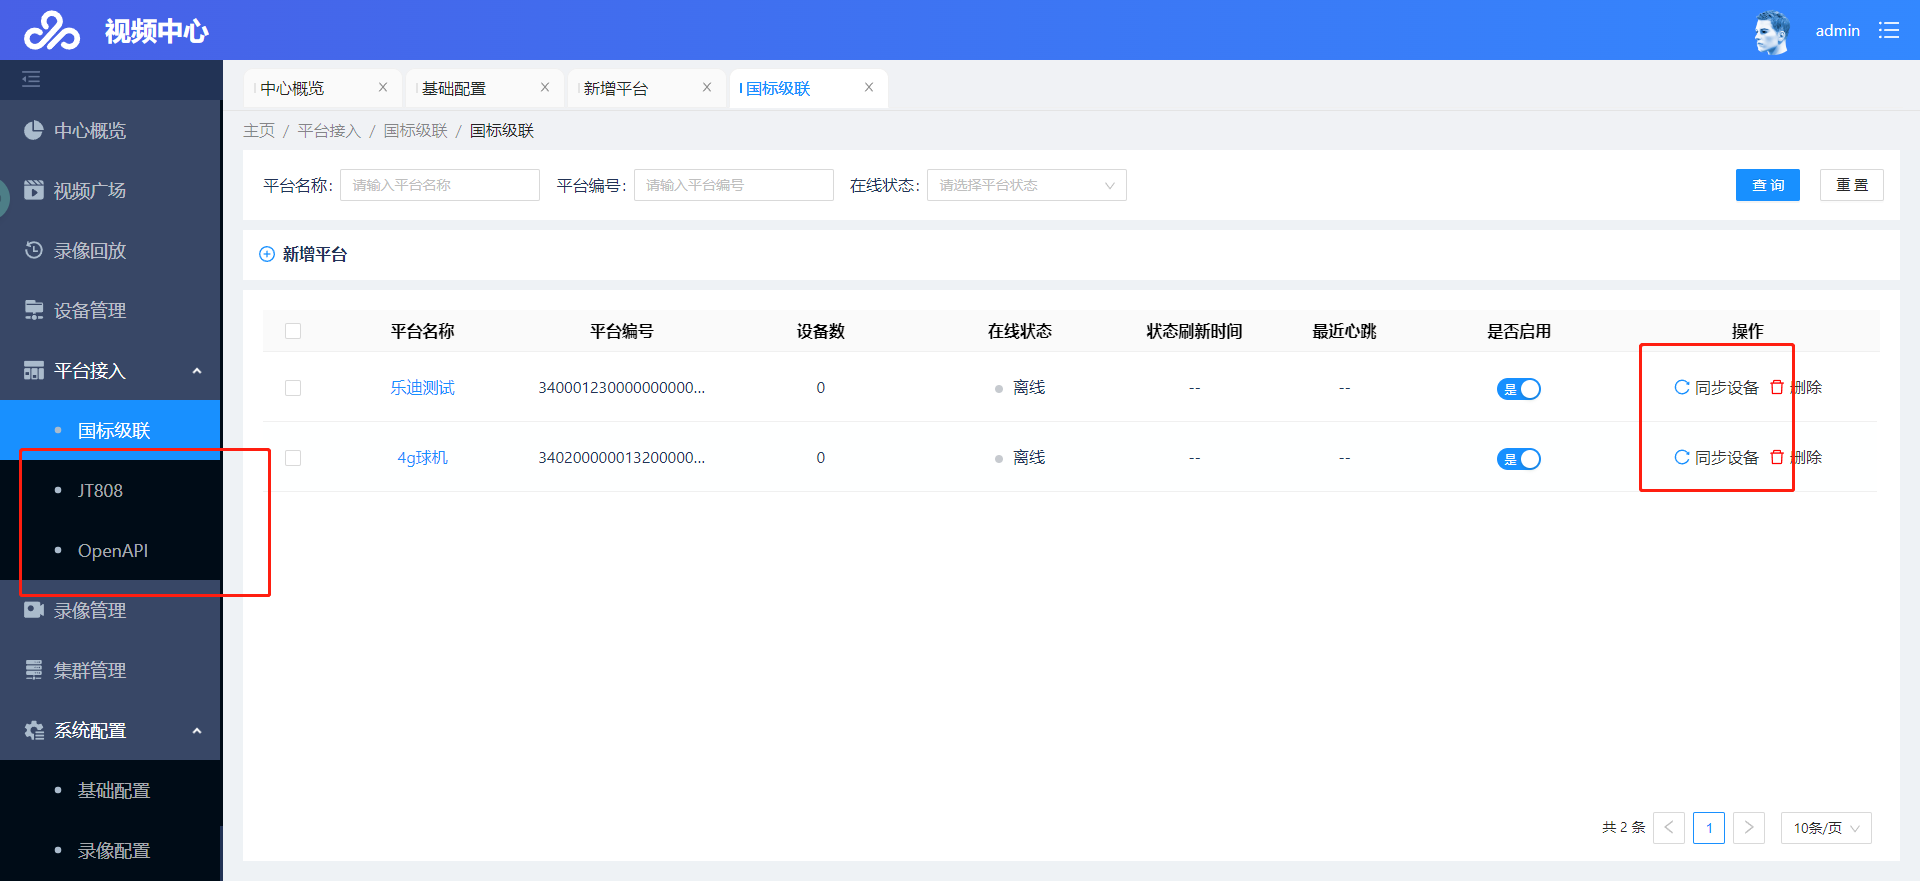 视频中心
admin
中心概览
视频广场
录像回放
设备管理
平台接入
国标级联
JT808
OpenAPI
录像管理
集群管理
系统配置
基础配置
录像配置
中心概览 基础配置 新增平台 国标级联
主页 / 平台接入 / 国标级联 / 国标级联
平台名称: 请输入平台名称 平台编号: 请输入平台编号 在线状态: 请选择平台状态 查 询 重 置
新增平台
平台名称 平台编号 设备数 在线状态 状态刷新时间 最近心跳 是否启用 操作
乐迪测试 340001230000000000... 0 离线 -- -- 是 同步设备 删除
4g球机 340200000013200000... 0 离线 -- -- 是 同步设备 删除
共 2 条 1 10条/页